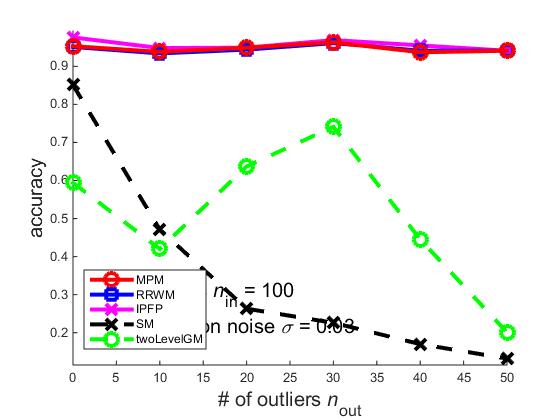 0.9
0.8
0.7
0.6
0.5
0.4
0.3
0.2
accuracy
MPM
RRWM
IPFP
SM
twoLevelGM
n_in = 100
on noise σ = 0.03
0 5 10 15 20 25 30 35 40 45 50
# of outliers n_out